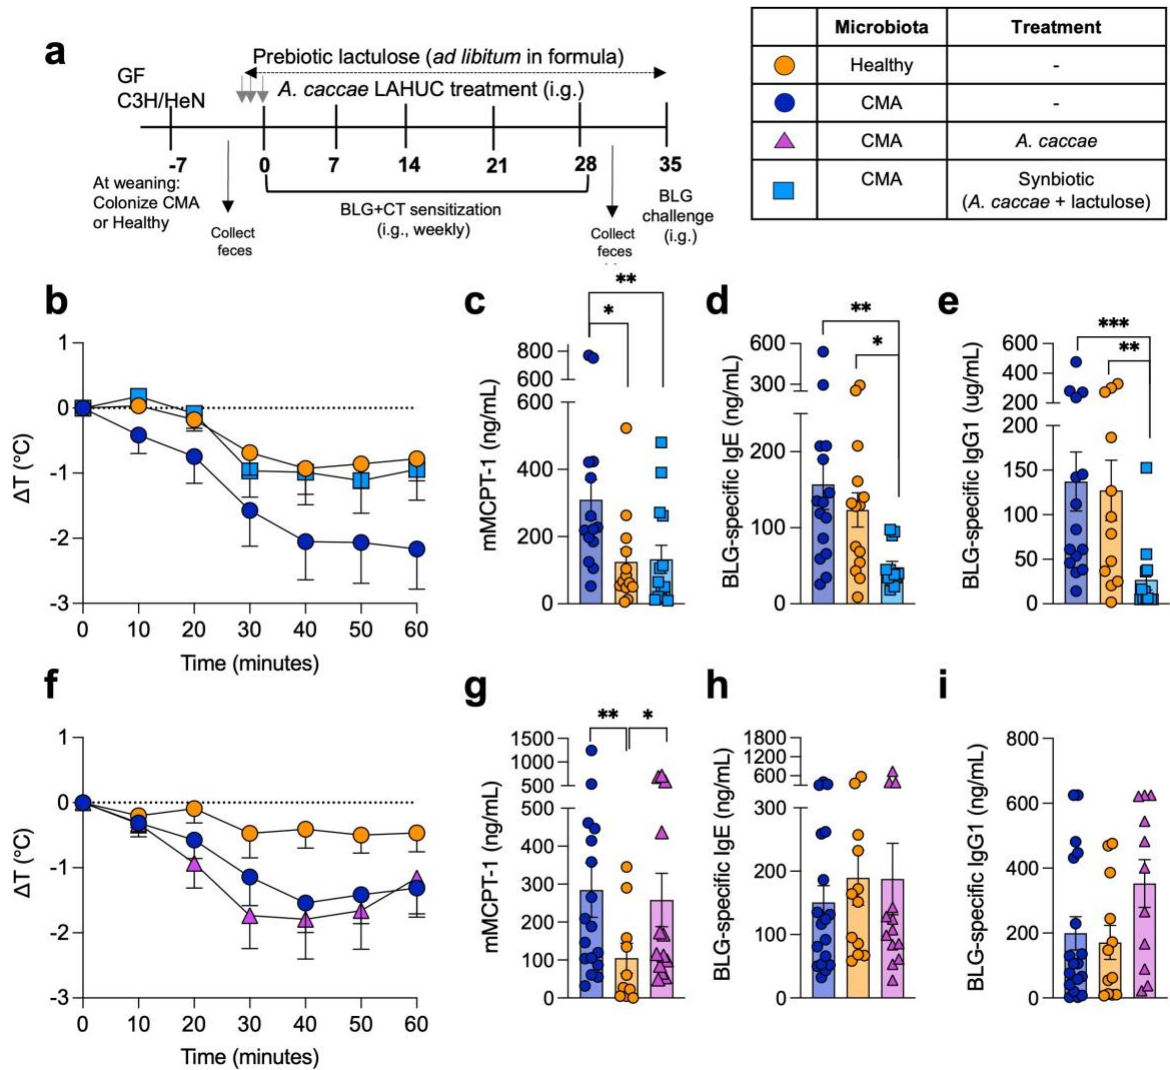 a
Prebiotic lactulose (ad libitum in formula)
GF
C3H/HeN
A. caccae LAHUC treatment (i.g.)
-7 0 7 14 21 28 35
At weaning:
Colonize CMA
or Healthy
Collect
feces
BLG+CT sensitization
(i.g., weekly)
Collect
feces
BLG
challenge
(i.g.)
Microbiota Treatment
Healthy -
CMA -
CMA A. caccae
CMA Synbiotic
(A. caccae + lactulose)
b
1
0
-1
-2
-3
ΔT (°C)
0 10 20 30 40 50 60
Time (minutes)
c
**
*
800
600
600
400
200
0
mMCPT-1 (ng/mL)
d
**
*
600
300
200
100
0
BLG-specific IgE (ng/mL)
e
***
**
600
400
200
200
150
100
50
0
BLG-specific IgG1 (ug/mL)
f
1
0
-1
-2
-3
ΔT (°C)
0 10 20 30 40 50 60
Time (minutes)
g
** *
1500
1000
500
500
400
300
200
100
0
mMCPT-1 (ng/mL)
h
1800
1200
600
300
200
100
0
BLG-specific IgE (ng/mL)
i
800
600
400
200
0
BLG-specific IgG1 (ng/mL)